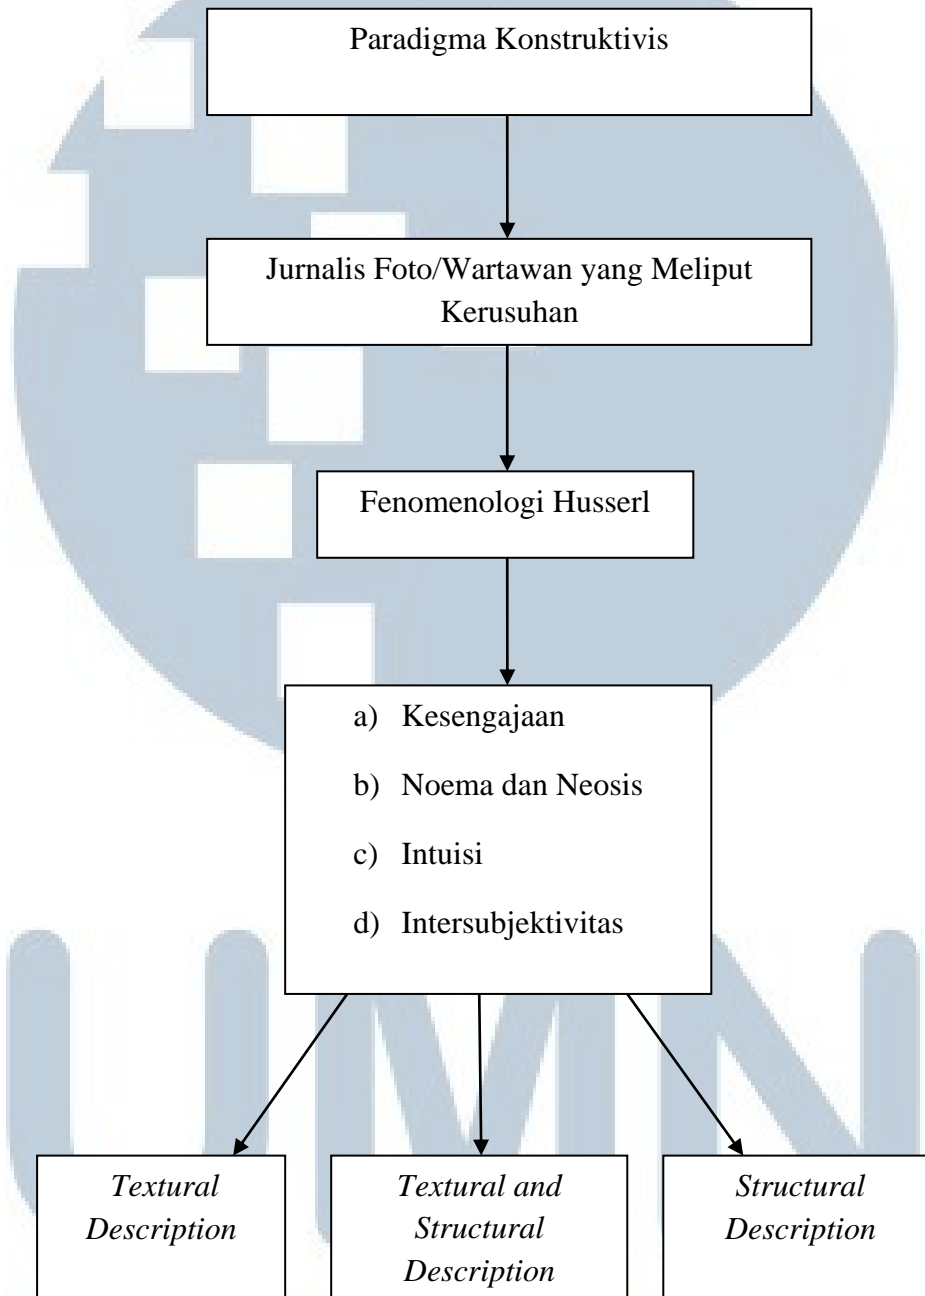 Paradigma Konstruktivis
Jurnalis Foto/Wartawan yang Meliput
Kerusuhan
Fenomenologi Husserl
a) Kesengajaan
b) Noema dan Neosis
c) Intuisi
d) Intersubjektivitas
UMN
Textural
Description
Textural and
Structural
Description
Structural
Description